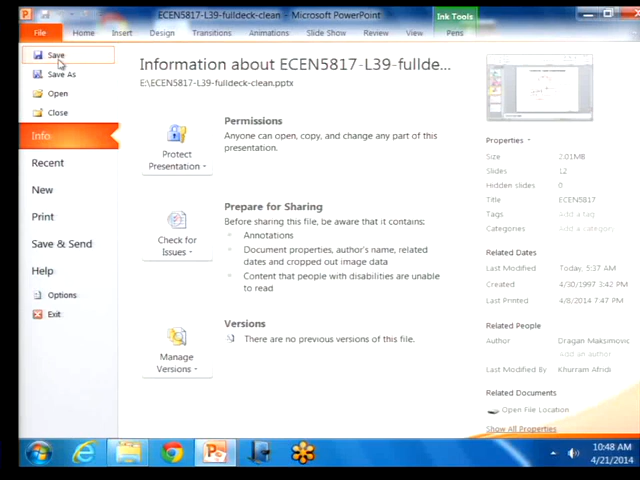 ECEN5817-L39-fulldeck-clean - Microsoft PowerPoint
Ink Tools
File
Home
Insert
Design
Transitions
Animations
Slide Show
Review
View
Pens
Save
Save As
Open
Close
Info
Recent
New
Print
Save & Send
Help
Options
Exit
Information about ECEN5817-L39-fullde...
E:\ECEN5817-L39-fulldeck-clean.pptx
Protect
Presentation
Permissions
Anyone can open, copy, and change any part of this
presentation.
Check for
Issues
Prepare for Sharing
Before sharing this file, be aware that it contains:
Annotations
Document properties, author's name, related
dates and cropped out image data
Content that people with disabilities are unable
to read
Manage
Versions
Versions
There are no previous versions of this file.
Properties
Size 2.01MB
Slides 12
Hidden slides 0
Title ECEN5817
Tags Add a tag
Categories Add a category
Related Dates
Last Modified Today, 5:37 AM
Created 4/30/1997 3:42 PM
Last Printed 4/8/2014 7:47 PM
Related People
Author Dragan Maksimovic
Add an author
Last Modified By Khurram Afridi
Related Documents
Open File Location
Show All Properties
10:48 AM
4/21/2014